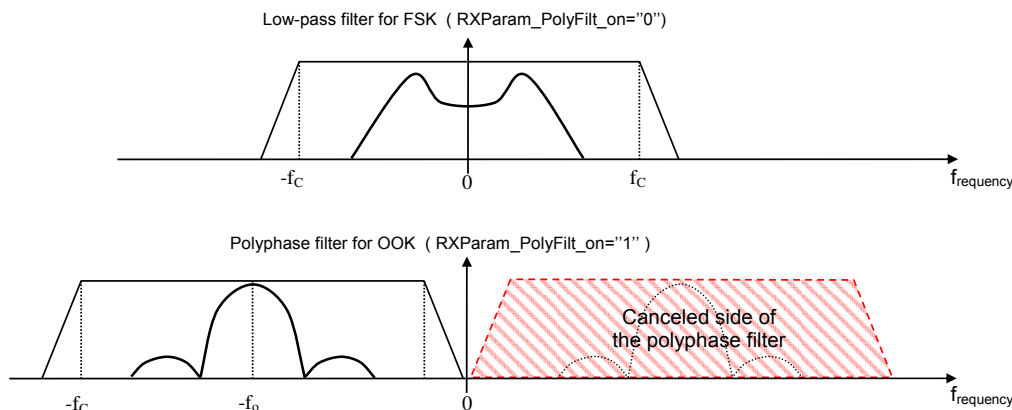 Low-pass filter for FSK ( RXParam_PolyFilt_on=''0'')
-fC
0
fC
frequency
Polyphase filter for OOK ( RXParam_PolyFilt_on=''1'' )
Canceled side of
the polyphase filter
-fC
-fo
0
frequency